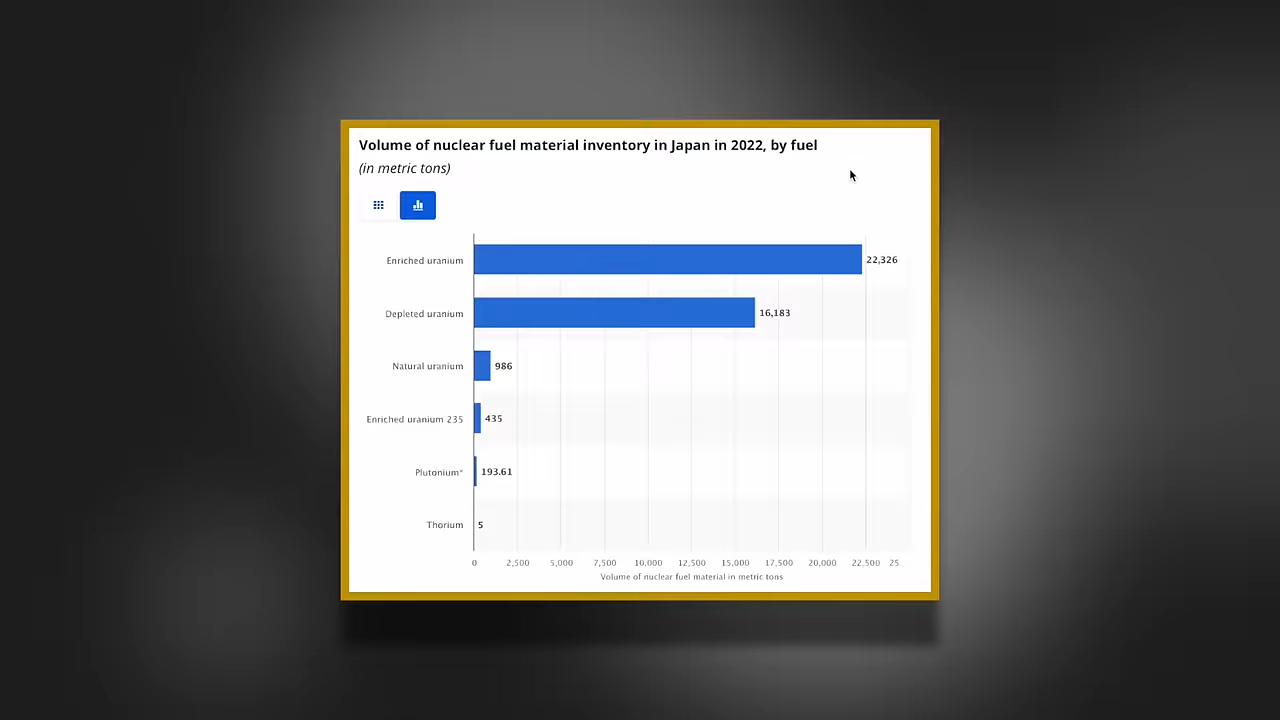 Volume of nuclear fuel material inventory in Japan in 2022, by fuel
(in metric tons)
Enriched uranium 22,326
Depleted uranium 16,183
Natural uranium 986
Enriched uranium 235 435
Plutonium* 193.61
Thorium 5
0 2,500 5,000 7,500 10,000 12,500 15,000 17,500 20,000 22,500 25
Volume of nuclear fuel material in metric tons